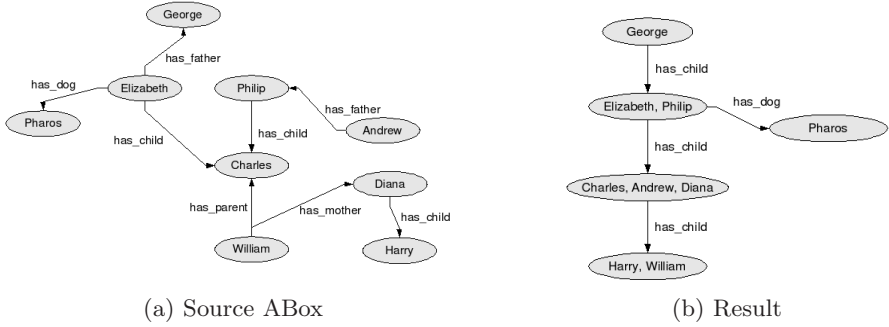 George
has_father
has_dog
Elizabeth
Philip
has_father
Pharos
has_child
has_child
Andrew
Charles
Diana
has_parent
has_mother
has_child
William
Harry
(a) Source ABox
George
has_child
Elizabeth, Philip
has_dog
Pharos
has_child
Charles, Andrew, Diana
has_child
Harry, William
(b) Result